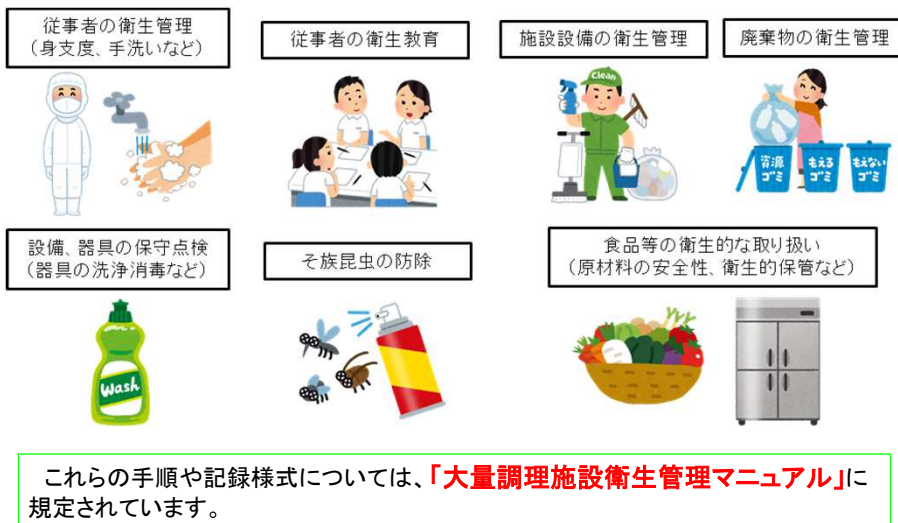 従事者の衛生管理
（身支度、手洗いなど）
従事者の衛生教育
施設設備の衛生管理
廃棄物の衛生管理
Clean
資源
ゴミ
もえる
ゴミ
もえない
ゴミ
設備、器具の保守点検
（器具の洗浄消毒など）
そ族昆虫の防除
食品等の衛生的な取り扱い
（原材料の安全性、衛生的保管など）
Wash
これらの手順や記録様式については、「大量調理施設衛生管理マニュアル」に
規定されています。